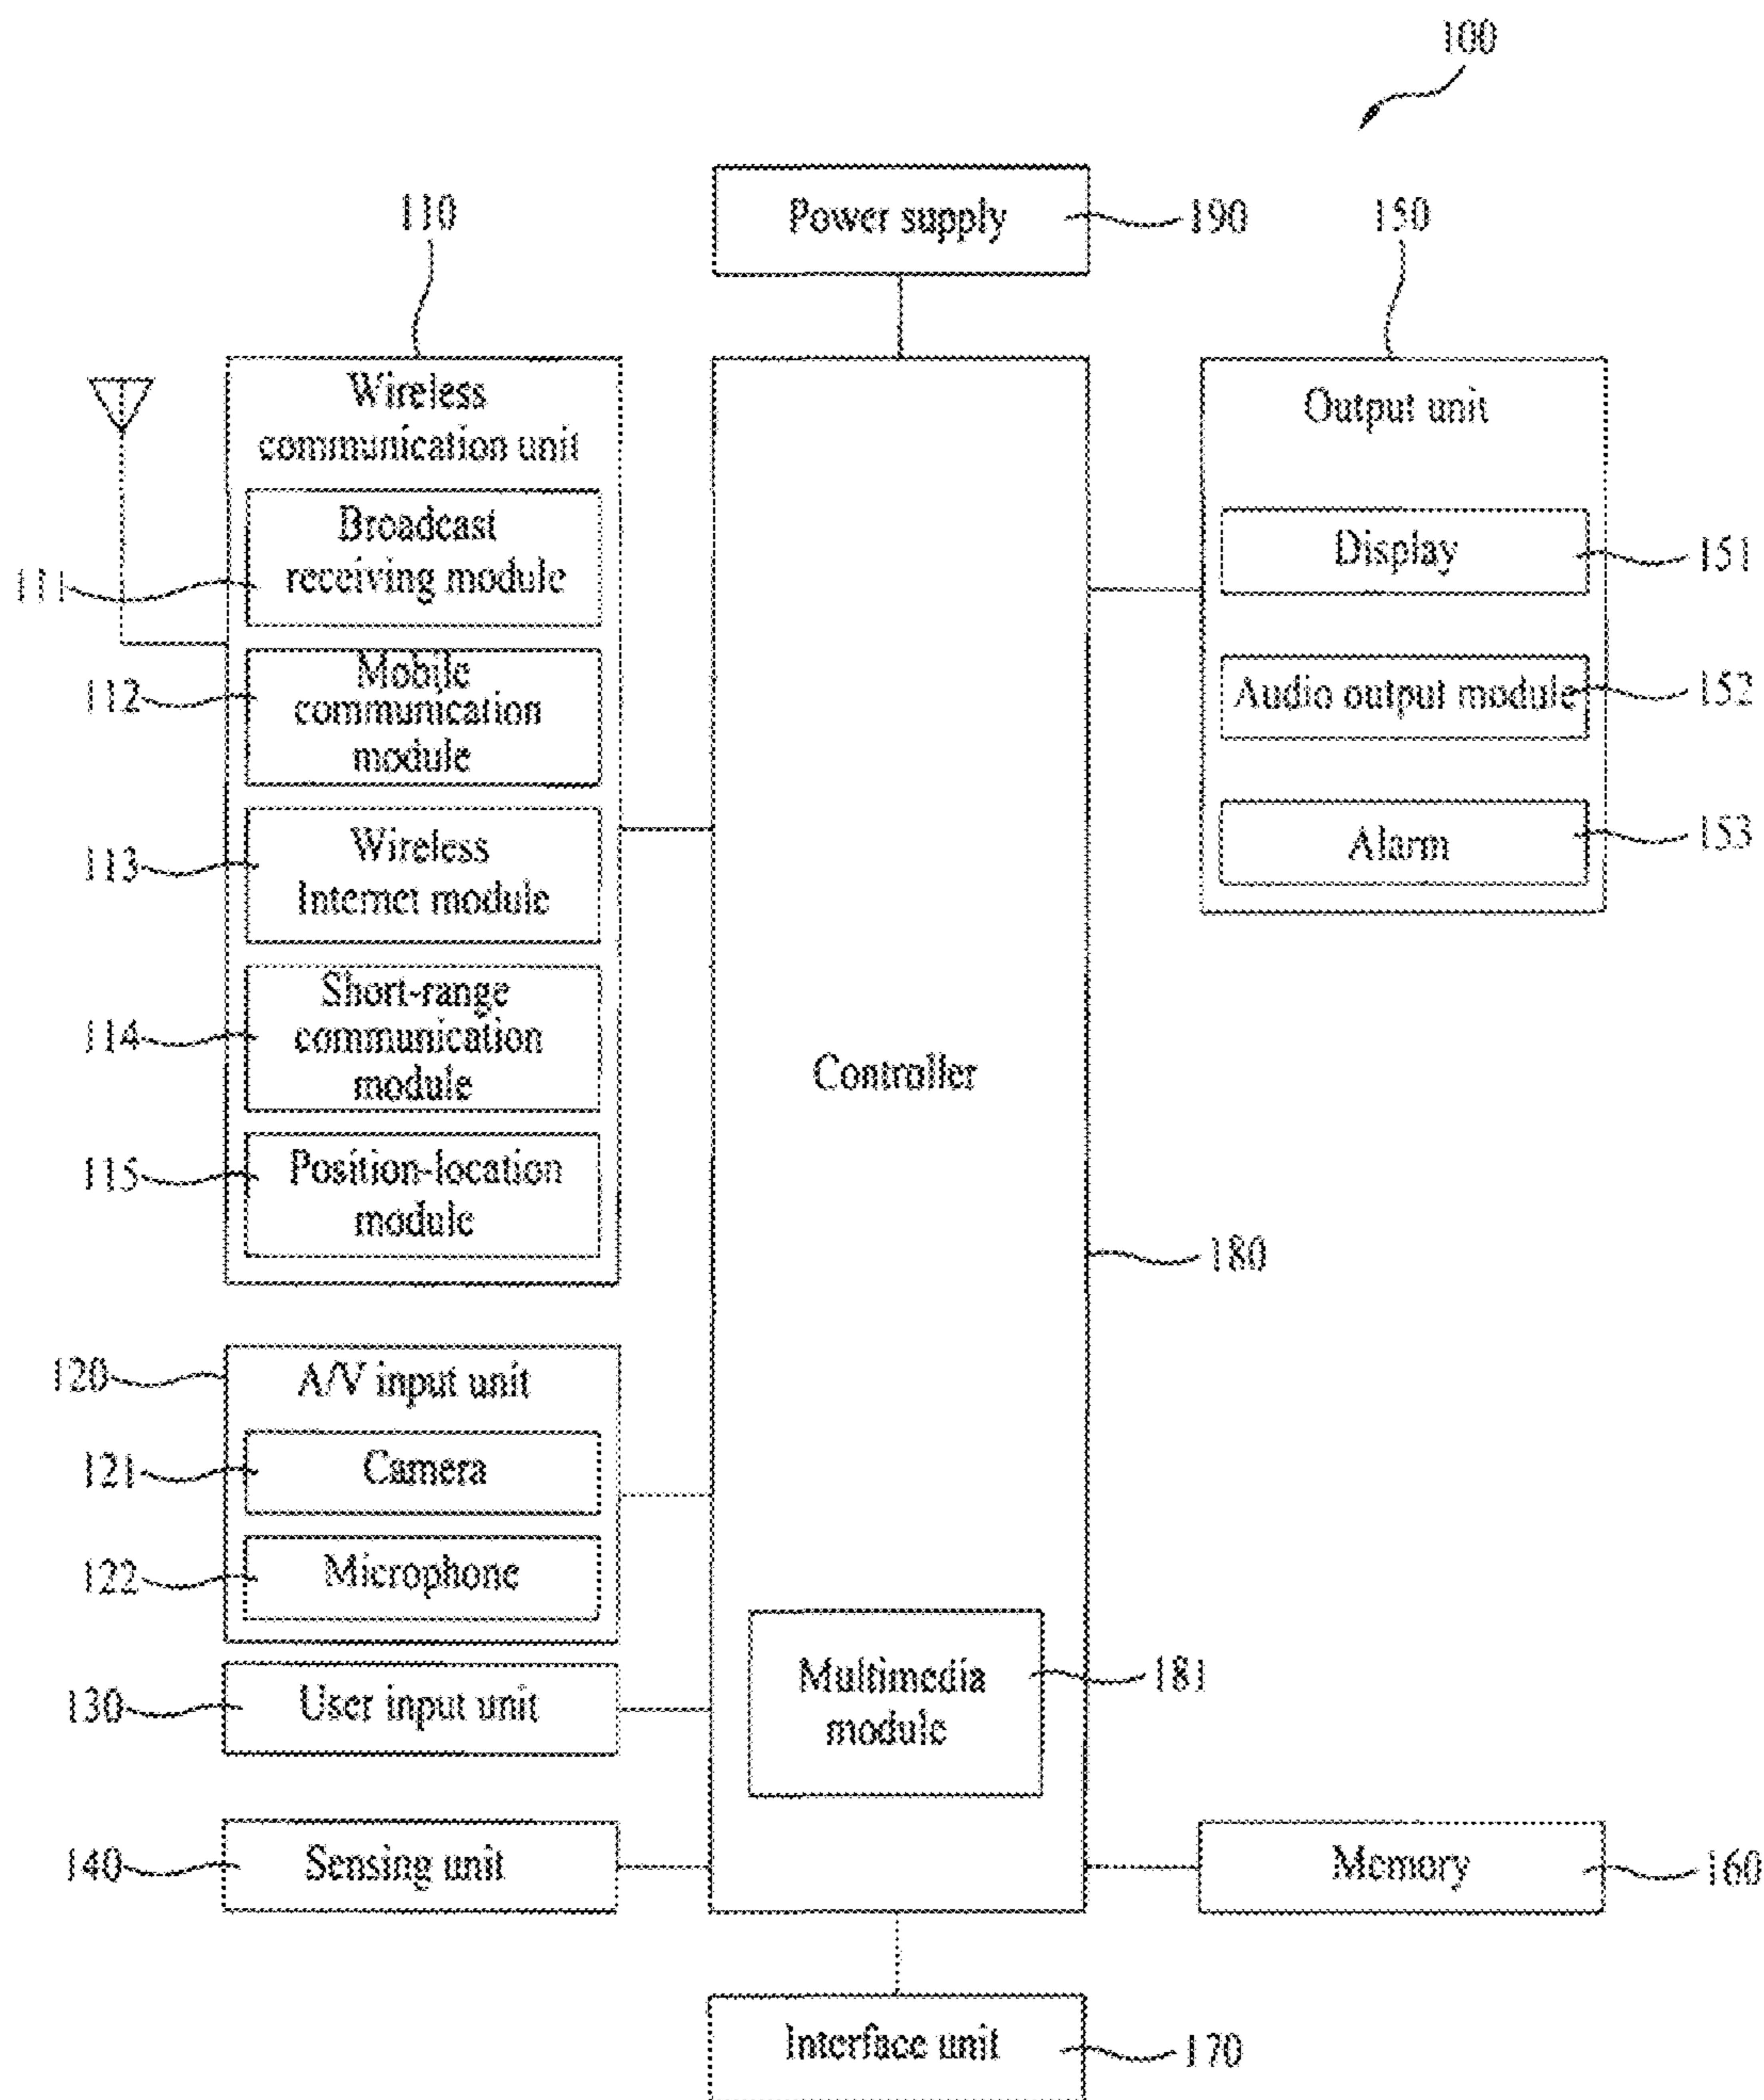 100
Power supply
190
110
150
Wireless
communication unit
Broadcast
receiving module
111
Mobile
communication
module
112
Wireless
Internet module
113
Short-range
communication
module
114
Position-location
module
115
Controller
180
Output unit
Display
151
Audio output module
152
Alarm
153
120
A/V input unit
121
Camera
122
Microphone
130
User input unit
Multimedia
module
181
140
Sensing unit
Memory
160
Interface unit
170